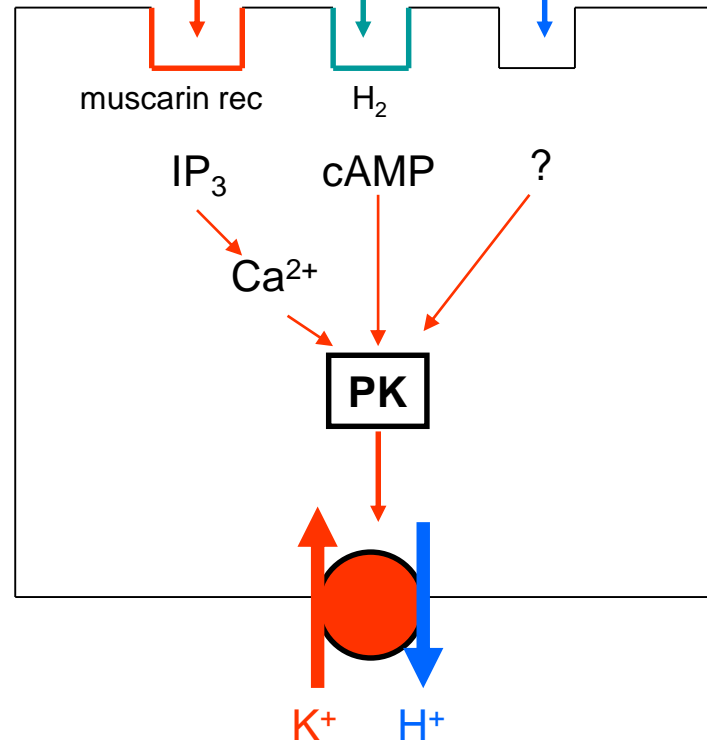 muscarin rec H₂
IP₃ cAMP ?
Ca²⁺
PK
K⁺ H⁺